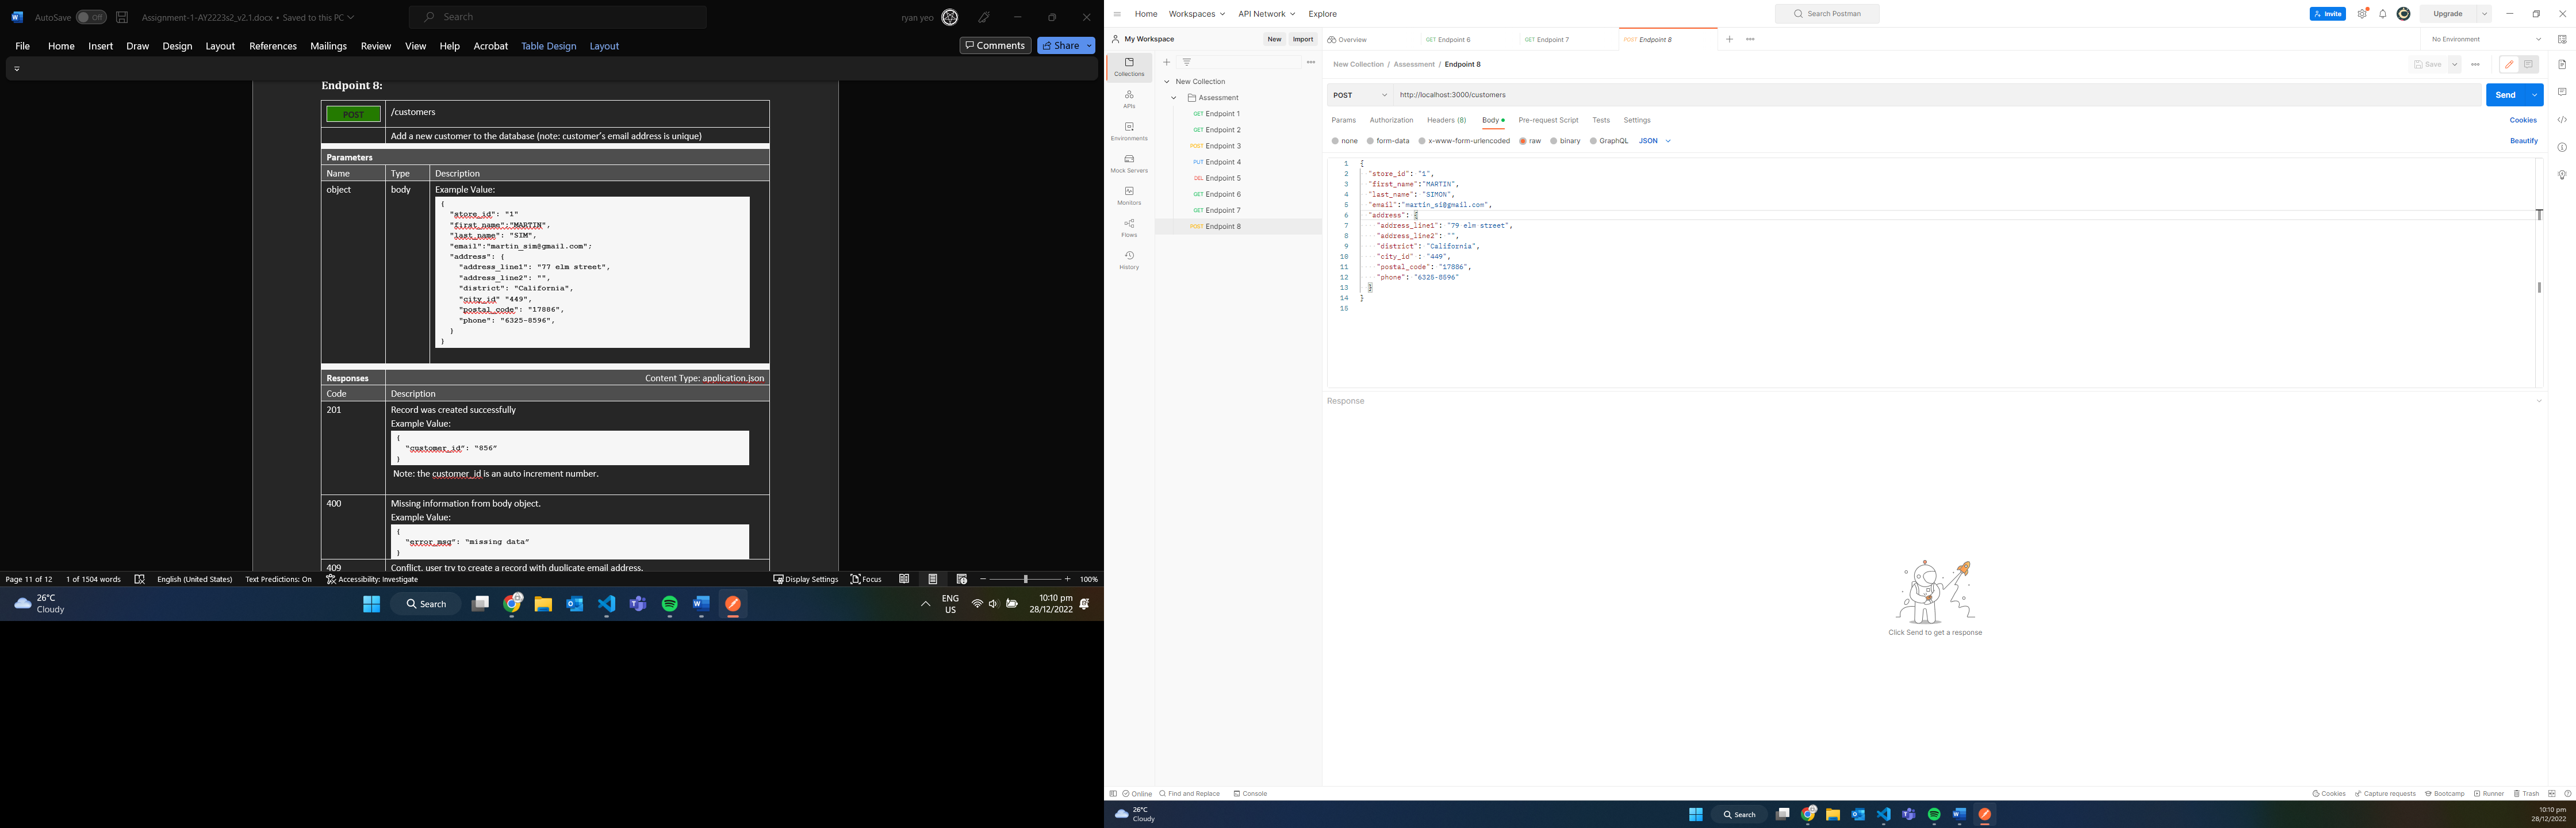 AutoSave Off Assignment-1-AY2223s2_v2.1.docx • Saved to this PC Search ryan yeo
File Home Insert Draw Design Layout References Mailings Review View Help Acrobat Table Design Layout Comments Share
Endpoint 8:
POST /customers
Add a new customer to the database (note: customer's email address is unique)
Parameters
Name Type Description
object body Example Value:
{
"store_id": "1"
"first_name":"MARTIN",
"last_name": "SIM",
"email":"martin_sim@gmail.com";
"address": {
"address_line1": "77 elm street",
"address_line2": "",
"district": "California",
"city_id" "449",
"postal_code": "17886",
"phone": "6325-8596",
}
}
Responses Content Type: application.json
Code Description
201 Record was created successfully
Example Value:
{
"customer_id": "856"
}
Note: the customer_id is an auto increment number.
400 Missing information from body object.
Example Value:
{
"error_msg": "missing data"
}
409 Conflict. user try to create a record with duplicate email address.
Page 11 of 12 1 of 1504 words English (United States) Text Predictions: On Accessibility: Investigate Display Settings Focus 100%
26°C
Cloudy
Search
ENG
US
10:10 pm
28/12/2022
Home Workspaces API Network Explore Search Postman Invite Upgrade
My Workspace New Import
Overview GET Endpoint 6 GET Endpoint 7 POST Endpoint 8 No Environment
Collections
APIs
Environments
Mock Servers
Monitors
Flows
History
New Collection
Assessment
GET Endpoint 1
GET Endpoint 2
POST Endpoint 3
PUT Endpoint 4
DEL Endpoint 5
GET Endpoint 6
GET Endpoint 7
POST Endpoint 8
New Collection / Assessment / Endpoint 8 Save
POST http://localhost:3000/customers Send
Params Authorization Headers (8) Body Pre-request Script Tests Settings Cookies
none form-data x-www-form-urlencoded raw binary GraphQL JSON Beautify
1 {
2 "store_id": "1",
3 "first_name":"MARTIN",
4 "last_name": "SIMON",
5 "email":"martin_si@gmail.com",
6 "address": {
7 "address_line1": "79 elm street",
8 "address_line2": "",
9 "district": "California",
10 "city_id" : "449",
11 "postal_code": "17886",
12 "phone": "6325-8596"
13 }
14 }
15
Response
Click Send to get a response
Online Find and Replace Console Cookies Capture requests Bootcamp Runner Trash
26°C
Cloudy
Search
10:10 pm
28/12/2022